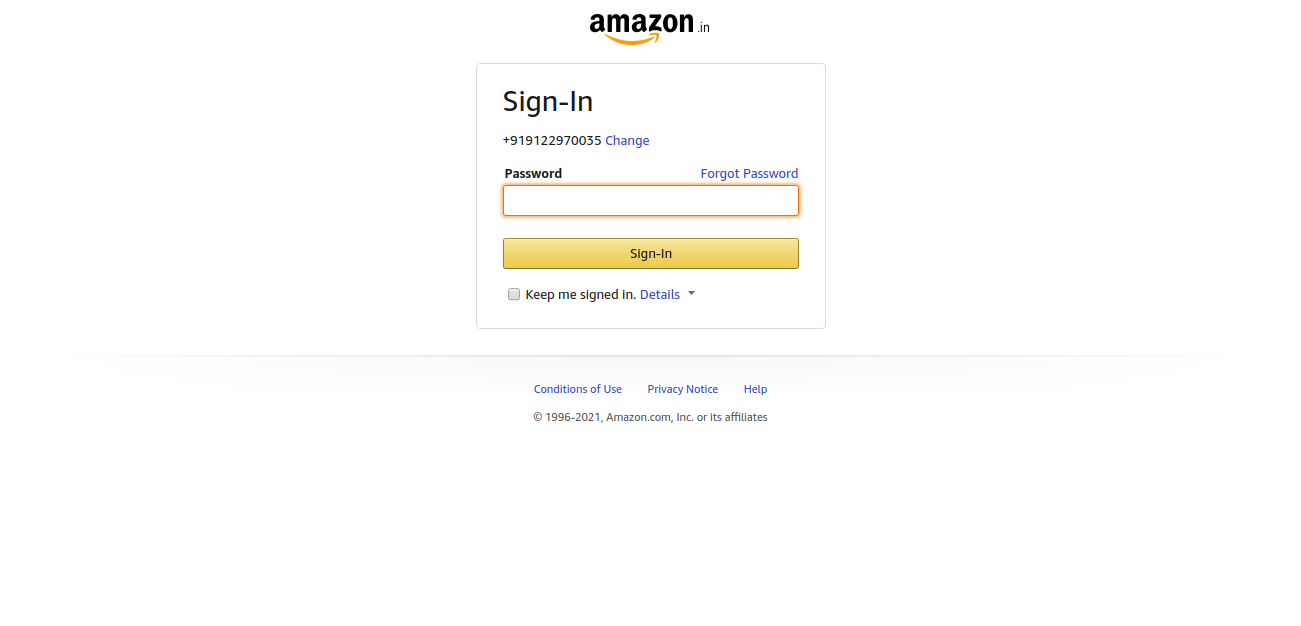 amazon.in
Sign-In
+919122970035 Change
Password Forgot Password
Sign-In
Keep me signed in. Details
Conditions of Use Privacy Notice Help
© 1996-2021, Amazon.com, Inc. or its affiliates